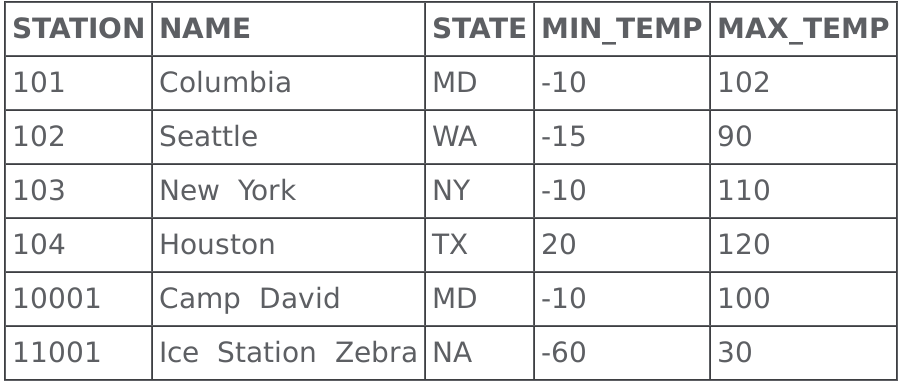 STATION NAME STATE MIN_TEMP MAX_TEMP
101 Columbia MD -10 102
102 Seattle WA -15 90
103 New York NY -10 110
104 Houston TX 20 120
10001 Camp David MD -10 100
11001 Ice Station Zebra NA -60 30